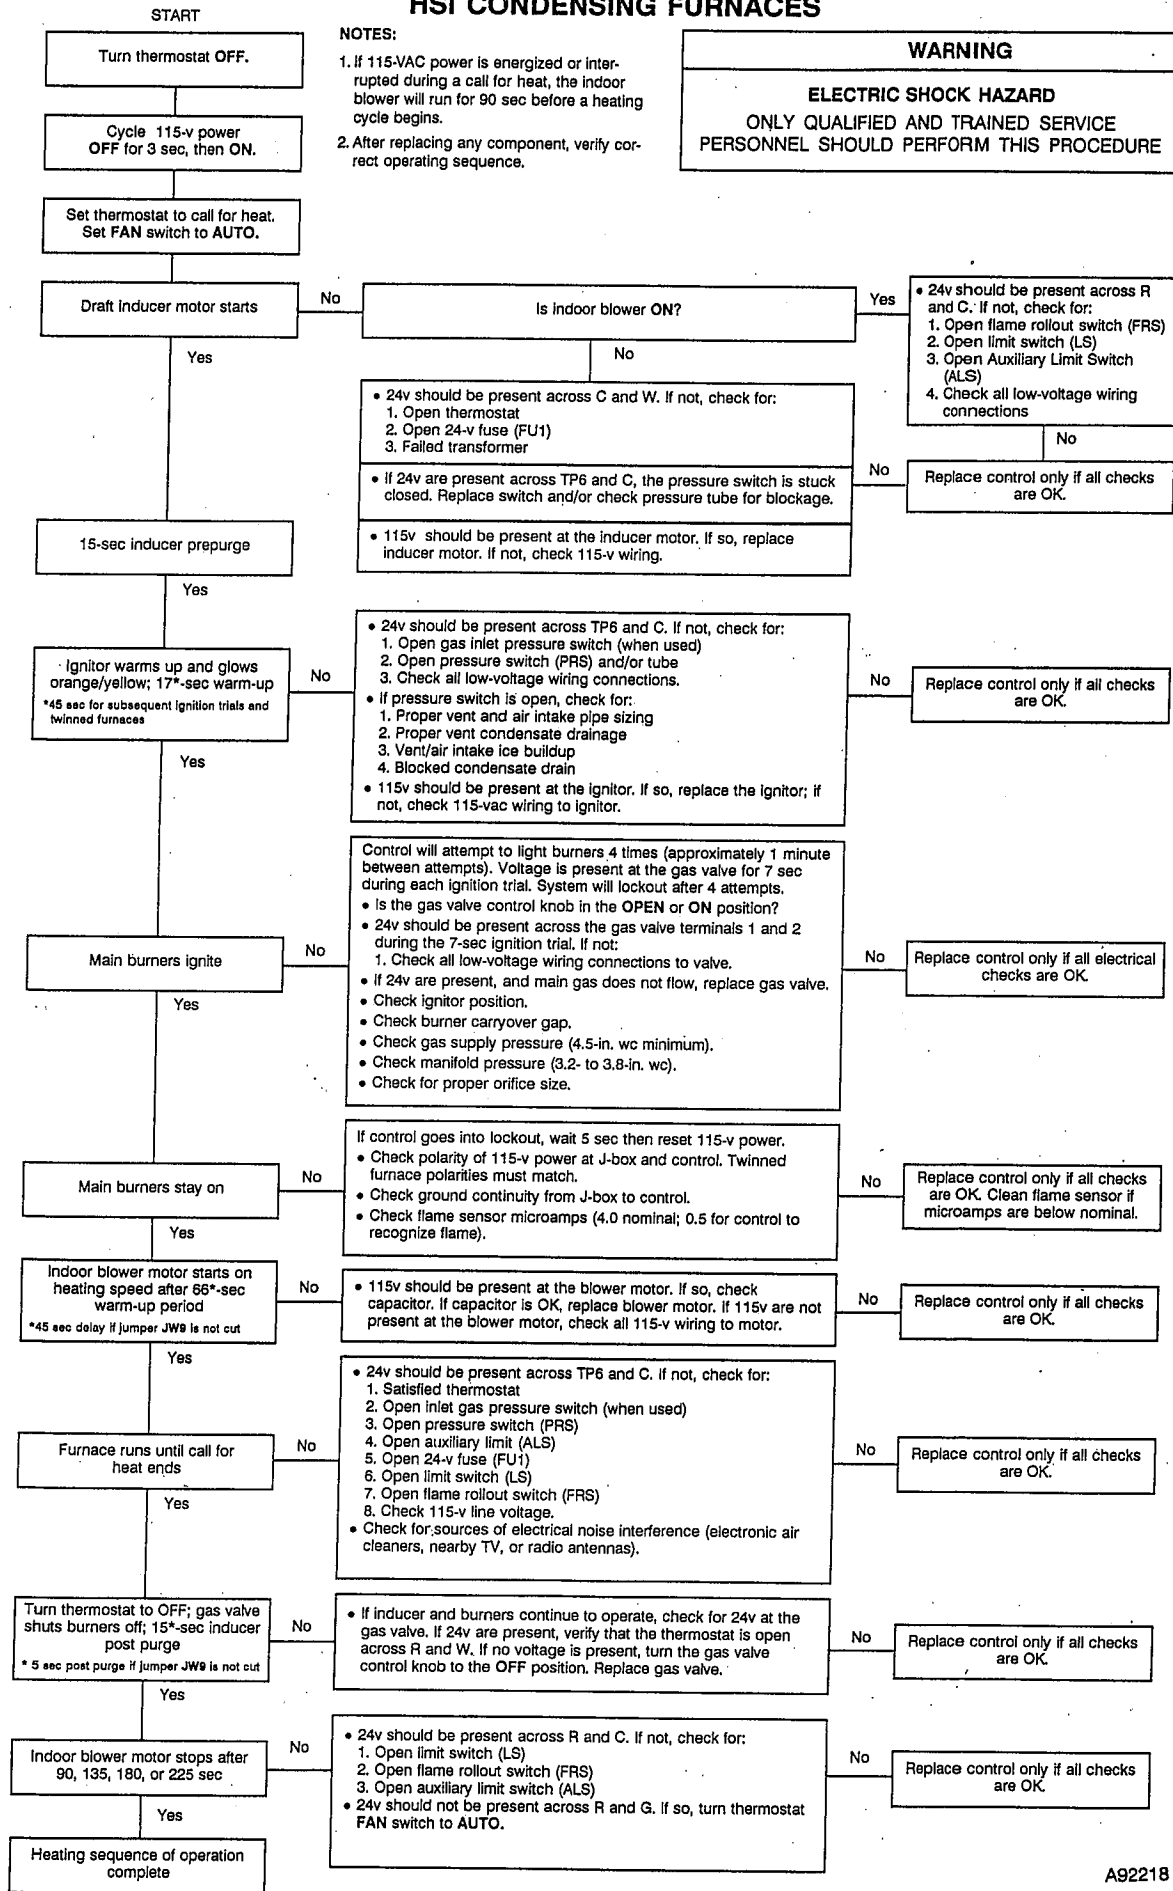 HSI CONDENSING FURNACES
START
Turn thermostat OFF.
NOTES:
1. If 115-VAC power is energized or inter-
rupted during a call for heat, the indoor
blower will run for 90 sec before a heating
cycle begins.
2. After replacing any component, verify cor-
rect operating sequence.
WARNING
ELECTRIC SHOCK HAZARD
ONLY QUALIFIED AND TRAINED SERVICE
PERSONNEL SHOULD PERFORM THIS PROCEDURE
Cycle 115-v power
OFF for 3 sec, then ON.
Set thermostat to call for heat.
Set FAN switch to AUTO.
Draft inducer motor starts
No
Is indoor blower ON?
Yes
• 24v should be present across R
and C. If not, check for:
1. Open flame rollout switch (FRS)
2. Open limit switch (LS)
3. Open Auxiliary Limit Switch
(ALS)
4. Check all low-voltage wiring
connections
Yes
No
• 24v should be present across C and W. If not, check for:
1. Open thermostat
2. Open 24-v fuse (FU1)
3. Failed transformer
No
• If 24v are present across TP6 and C, the pressure switch is stuck
closed. Replace switch and/or check pressure tube for blockage.
No
Replace control only if all checks
are OK.
• 115v should be present at the inducer motor. If so, replace
inducer motor. If not, check 115-v wiring.
15-sec inducer prepurge
Yes
Ignitor warms up and glows
orange/yellow; 17*-sec warm-up
*45 sec for subsequent ignition trials and
twinned furnaces
No
• 24v should be present across TP6 and C. If not, check for:
1. Open gas inlet pressure switch (when used)
2. Open pressure switch (PRS) and/or tube
3. Check all low-voltage wiring connections.
• If pressure switch is open, check for:
1. Proper vent and air intake pipe sizing
2. Proper vent condensate drainage
3. Vent/air intake ice buildup
4. Blocked condensate drain
• 115v should be present at the ignitor. If so, replace the ignitor; if
not, check 115-vac wiring to ignitor.
No
Replace control only if all checks
are OK.
Yes
Main burners ignite
No
Control will attempt to light burners 4 times (approximately 1 minute
between attempts). Voltage is present at the gas valve for 7 sec
during each ignition trial. System will lockout after 4 attempts.
• Is the gas valve control knob in the OPEN or ON position?
• 24v should be present across the gas valve terminals 1 and 2
during the 7-sec ignition trial. If not:
1. Check all low-voltage wiring connections to valve.
• If 24v are present, and main gas does not flow, replace gas valve.
• Check ignitor position.
• Check burner carryover gap.
• Check gas supply pressure (4.5-in. wc minimum).
• Check manifold pressure (3.2- to 3.8-in. wc).
• Check for proper orifice size.
No
Replace control only if all electrical
checks are OK.
Yes
Main burners stay on
No
If control goes into lockout, wait 5 sec then reset 115-v power.
• Check polarity of 115-v power at J-box and control. Twinned
furnace polarities must match.
• Check ground continuity from J-box to control.
• Check flame sensor microamps (4.0 nominal; 0.5 for control to
recognize flame).
No
Replace control only if all checks
are OK. Clean flame sensor if
microamps are below nominal.
Yes
Indoor blower motor starts on
heating speed after 66*-sec
warm-up period
*45 sec delay if jumper JW9 is not cut
No
• 115v should be present at the blower motor. If so, check
capacitor. If capacitor is OK, replace blower motor. If 115v are not
present at the blower motor, check all 115-v wiring to motor.
No
Replace control only if all checks
are OK.
Yes
Furnace runs until call for
heat ends
No
• 24v should be present across TP6 and C. If not, check for:
1. Satisfied thermostat
2. Open inlet gas pressure switch (when used)
3. Open pressure switch (PRS)
4. Open auxiliary limit (ALS)
5. Open 24-v fuse (FU1)
6. Open limit switch (LS)
7. Open flame rollout switch (FRS)
8. Check 115-v line voltage.
• Check for sources of electrical noise interference (electronic air
cleaners, nearby TV, or radio antennas).
No
Replace control only if all checks
are OK.
Yes
Turn thermostat to OFF; gas valve
shuts burners off; 15*-sec inducer
post purge
* 5 sec post purge if jumper JW9 is not cut
No
• If inducer and burners continue to operate, check for 24v at the
gas valve. If 24v are present, verify that the thermostat is open
across R and W. If no voltage is present, turn the gas valve
control knob to the OFF position. Replace gas valve.
No
Replace control only if all checks
are OK.
Yes
Indoor blower motor stops after
90, 135, 180, or 225 sec
No
• 24v should be present across R and C. If not, check for:
1. Open limit switch (LS)
2. Open flame rollout switch (FRS)
3. Open auxiliary limit switch (ALS)
• 24v should not be present across R and G. If so, turn thermostat
FAN switch to AUTO.
No
Replace control only if all checks
are OK.
Yes
Heating sequence of operation
complete
A92218